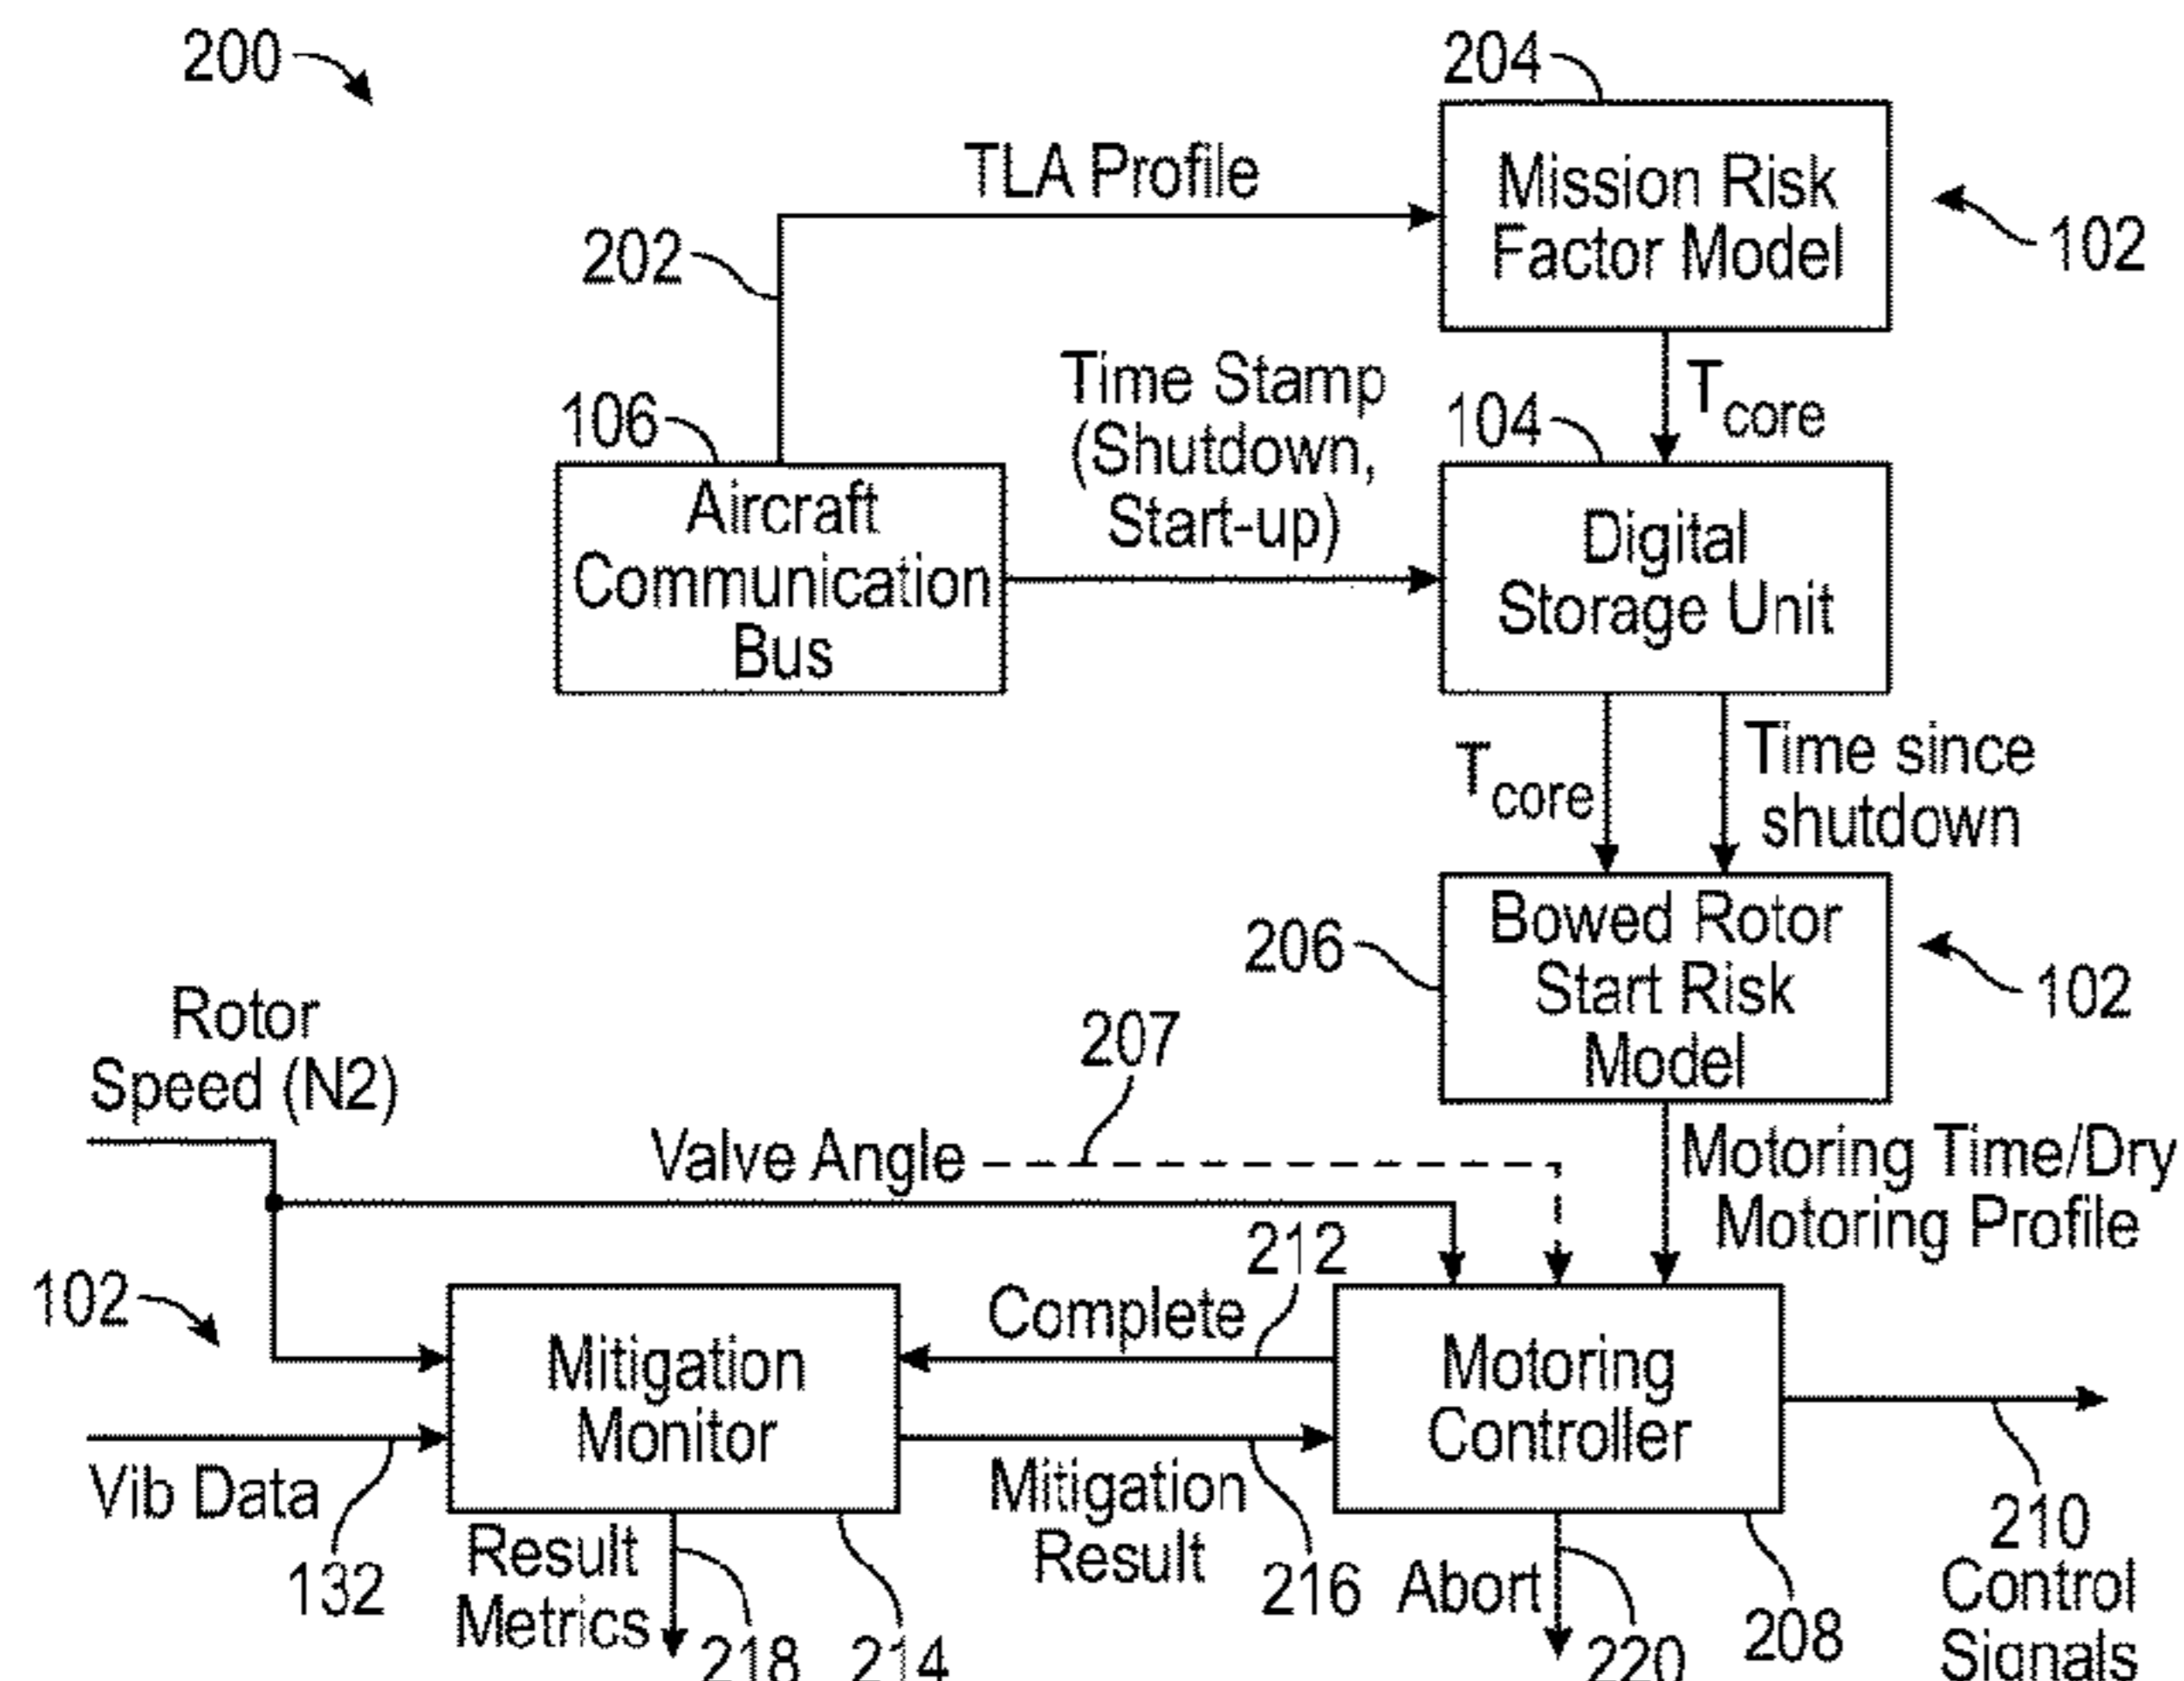 200
204
TLA Profile
Mission Risk
Factor Model
102
202
Time Stamp
(Shutdown,
Start-up)
T core
106
104
Aircraft
Communication
Bus
Digital
Storage Unit
T core
Time since
shutdown
206
Bowed Rotor
Start Risk
Model
102
Rotor
Speed (N2)
207
Valve Angle
Motoring Time/Dry
Motoring Profile
102
212
Complete
Mitigation
Monitor
Motoring
Controller
Vib Data
132
Result
Metrics
218
214
Mitigation
Result
216
Abort
220
208
210
Control
Signals